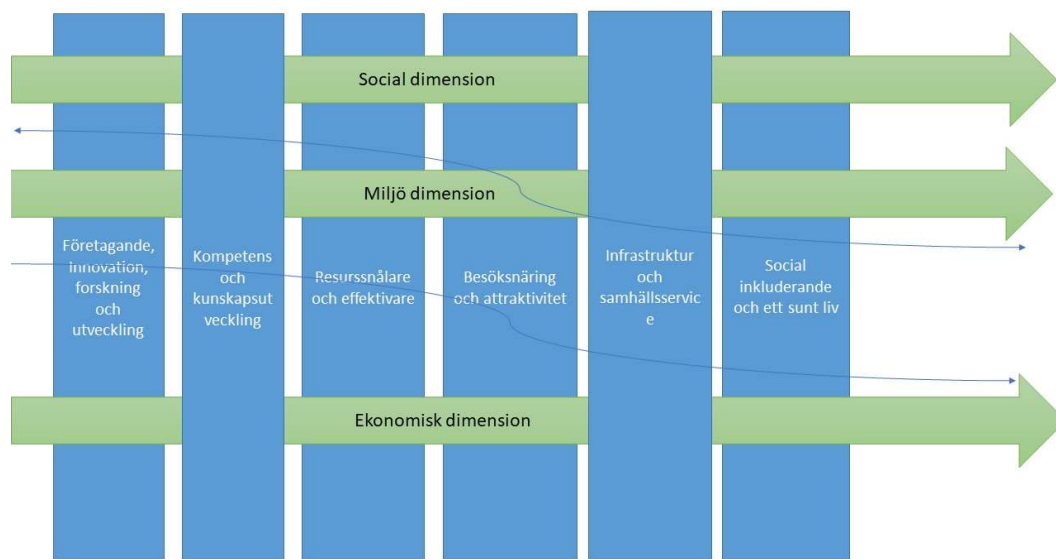 Social dimension
Miljö dimension
Företagande,
innovation,
forskning
och
utveckling
Kompetens
och
kunskapsut
veckling
Resurssnålare
och effektivare
Besöksnäring
och attraktivitet
Infrastruktur
och
samhällsservic
e
Social
inkluderande
och ett sunt liv
Ekonomisk dimension